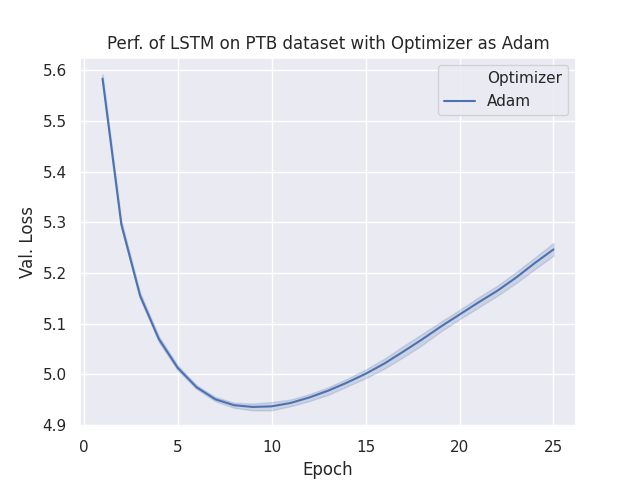 Perf. of LSTM on PTB dataset with Optimizer as Adam
Optimizer
Adam
Val. Loss
5.6
5.5
5.4
5.3
5.2
5.1
5.0
4.9
0 5 10 15 20 25
Epoch